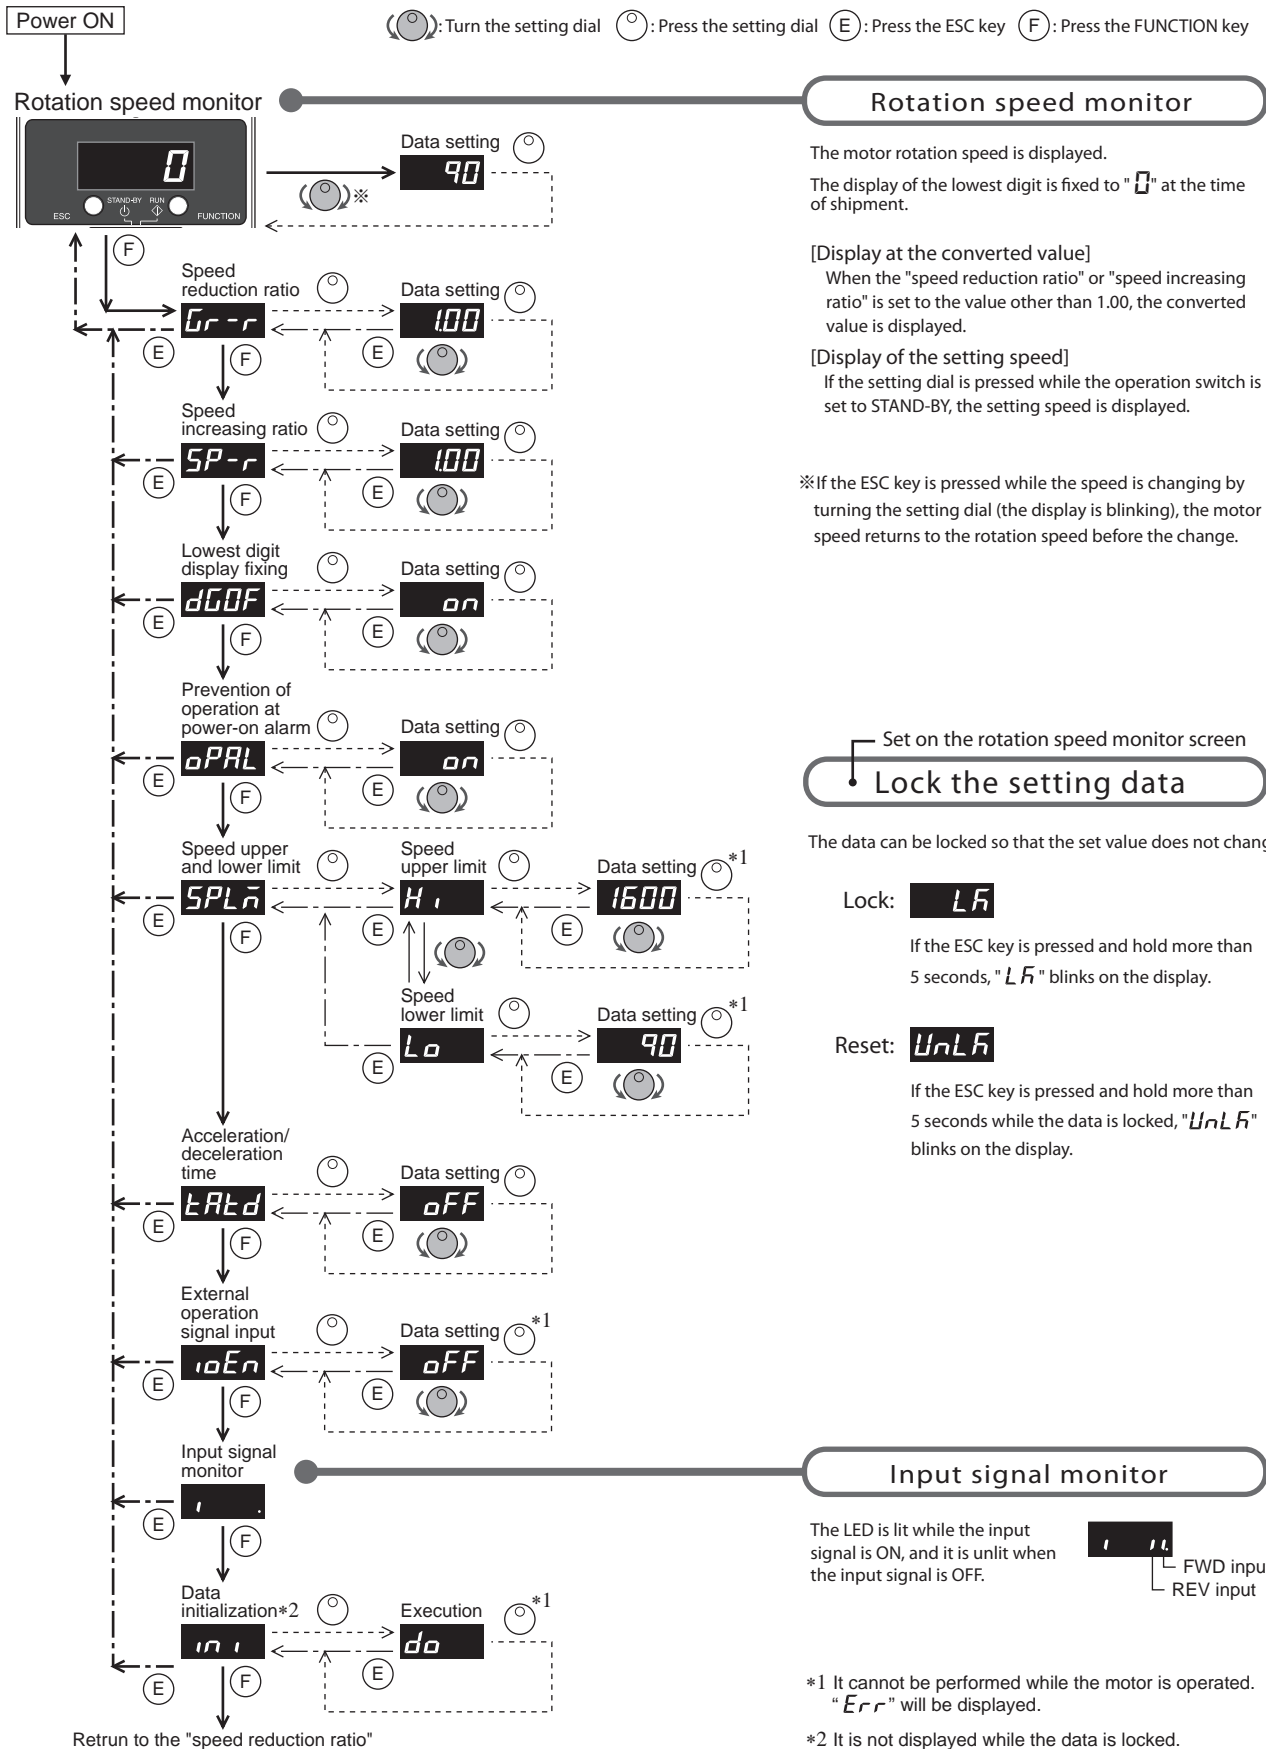 Power ON
: Turn the setting dial : Press the setting dial E : Press the ESC key F : Press the FUNCTION key
Rotation speed monitor
0
STAND-BY RUN
ESC
FUNCTION
Data setting
90
※
F
Speed
reduction ratio
Gr-r
Data setting
1.00
E
F
E
Speed
increasing ratio
SP-r
Data setting
1.00
E
F
E
Lowest digit
display fixing
dGOF
Data setting
on
E
F
E
Prevention of
operation at
power-on alarm
oPAL
Data setting
on
E
F
E
Speed upper
and lower limit
SPLM
Speed
upper limit
Hi
Data setting
*1
1600
E
F
E
E
Speed
lower limit
Lo
Data setting
*1
90
E
E
Acceleration/
deceleration
time
tAtd
Data setting
oFF
E
F
E
External
operation
signal input
ioEn
Data setting
*1
oFF
E
F
E
Input signal
monitor
i .
E
F
Data
initialization*2
ini
Execution
*1
do
E
F
E
Retrun to the "speed reduction ratio"
Rotation speed monitor
The motor rotation speed is displayed.
The display of the lowest digit is fixed to "0" at the time
of shipment.
[Display at the converted value]
When the "speed reduction ratio" or "speed increasing
ratio" is set to the value other than 1.00, the converted
value is displayed.
[Display of the setting speed]
If the setting dial is pressed while the operation switch is
set to STAND-BY, the setting speed is displayed.
※If the ESC key is pressed while the speed is changing by
turning the setting dial (the display is blinking), the motor
speed returns to the rotation speed before the change.
Set on the rotation speed monitor screen
Lock the setting data
The data can be locked so that the set value does not chang
Lock: LK
If the ESC key is pressed and hold more than
5 seconds, "LK" blinks on the display.
Reset: UnLK
If the ESC key is pressed and hold more than
5 seconds while the data is locked, "UnLK"
blinks on the display.
Input signal monitor
The LED is lit while the input
signal is ON, and it is unlit when
the input signal is OFF.
i ii.
FWD inpu
REV input
*1 It cannot be performed while the motor is operated.
“Err” will be displayed.
*2 It is not displayed while the data is locked.